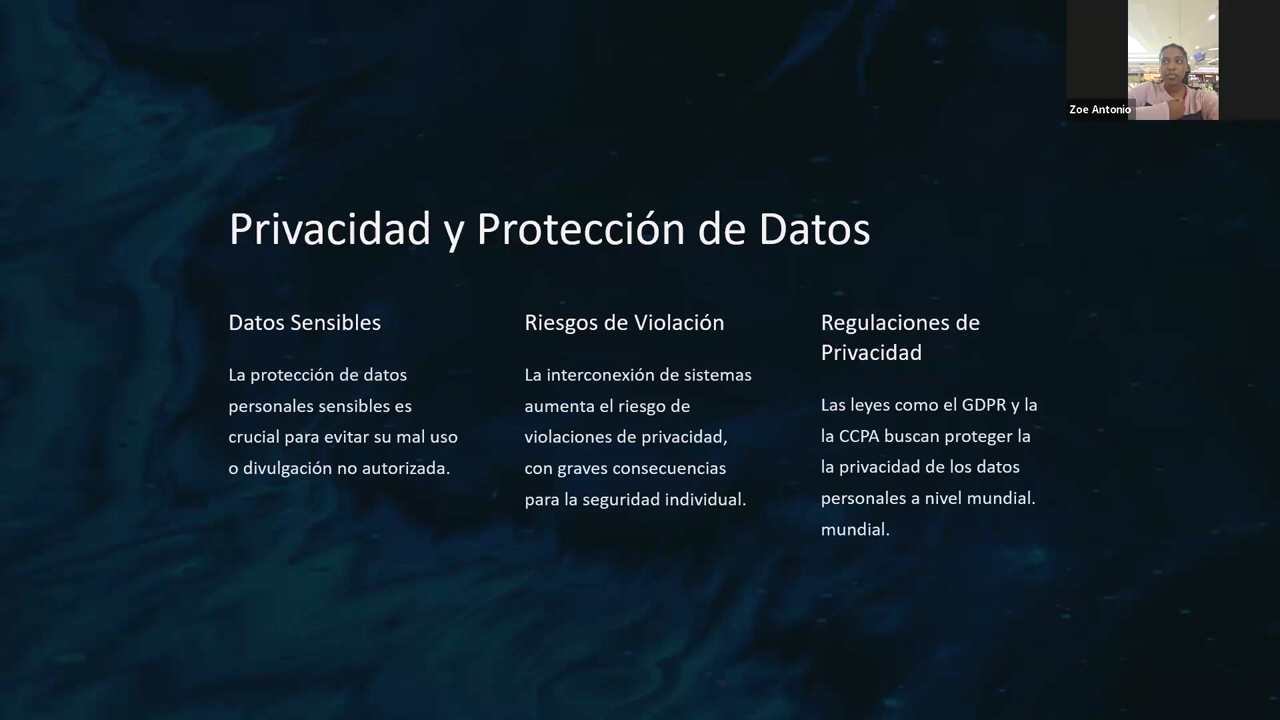 Zoe Antonio
Privacidad y Protección de Datos
Datos Sensibles
La protección de datos
personales sensibles es
crucial para evitar su mal uso
o divulgación no autorizada.
Riesgos de Violación
La interconexión de sistemas
aumenta el riesgo de
violaciones de privacidad,
con graves consecuencias
para la seguridad individual.
Regulaciones de
Privacidad
Las leyes como el GDPR y la
la CCPA buscan proteger la
la privacidad de los datos
personales a nivel mundial.
mundial.